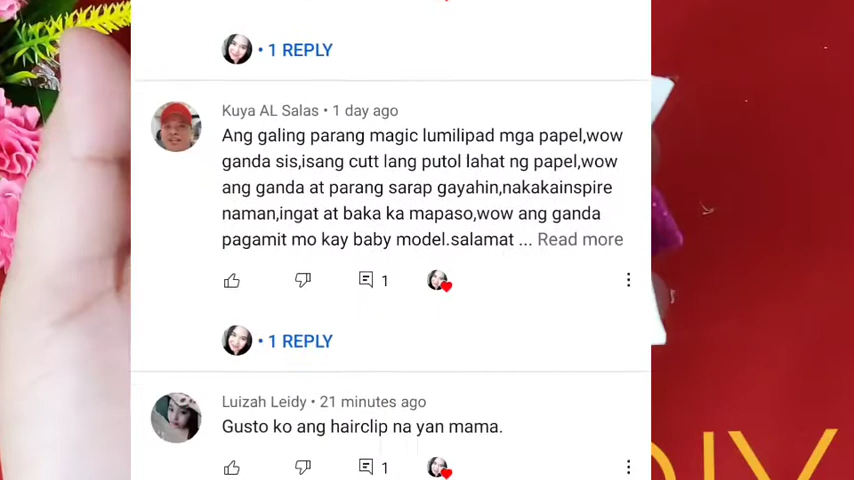 • 1 REPLY
Kuya AL Salas • 1 day ago
Ang galing parang magic lumilipad mga papel,wow
ganda sis,isang cutt lang putol lahat ng papel,wow
ang ganda at parang sarap gayahin,nakakainspire
naman,ingat at baka ka mapaso,wow ang ganda
pagamit mo kay baby model.salamat ... Read more
1
• 1 REPLY
Luizah Leidy • 21 minutes ago
Gusto ko ang hairclip na yan mama.
1
DIY